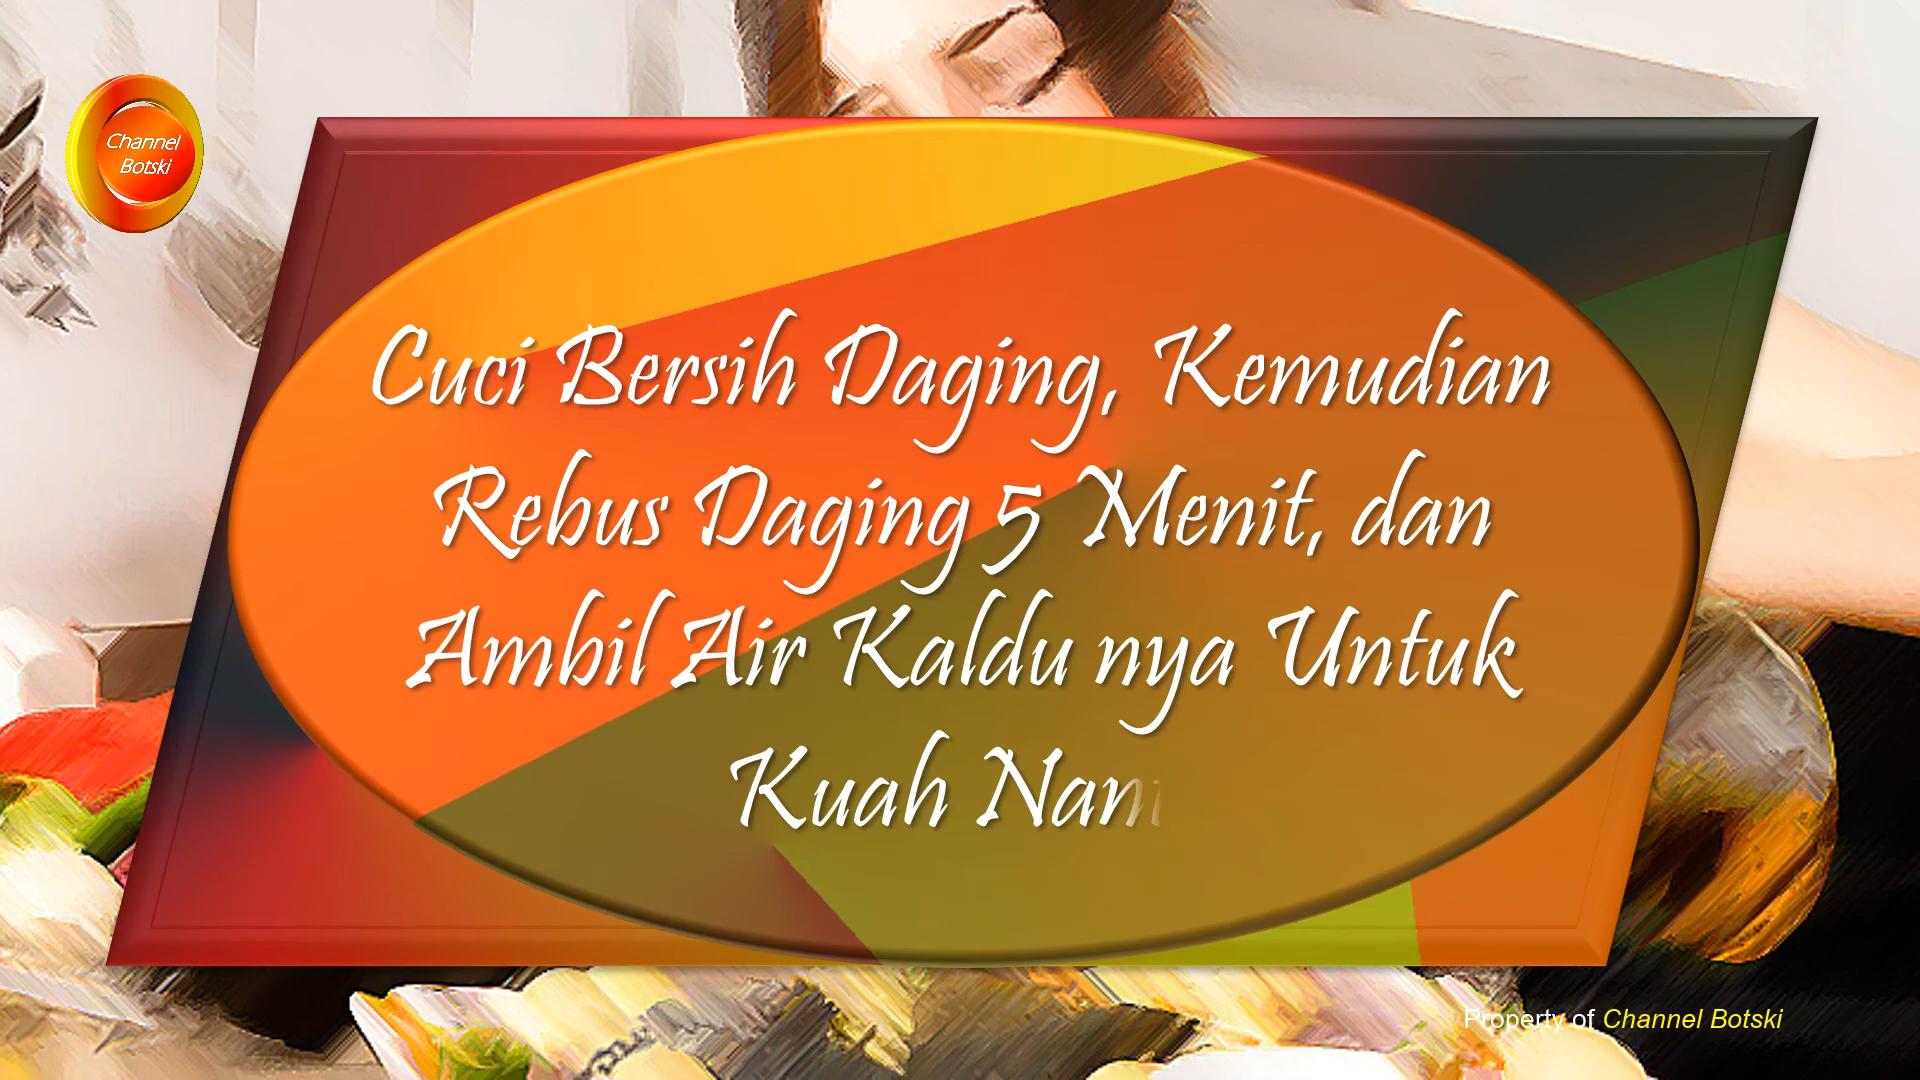 Channel
Botski
Cuci Bersih Daging, Kemudian
Rebus Daging 5 Menit, dan
Ambil Air Kaldu nya Untuk
Kuah
Property of Channel Botski